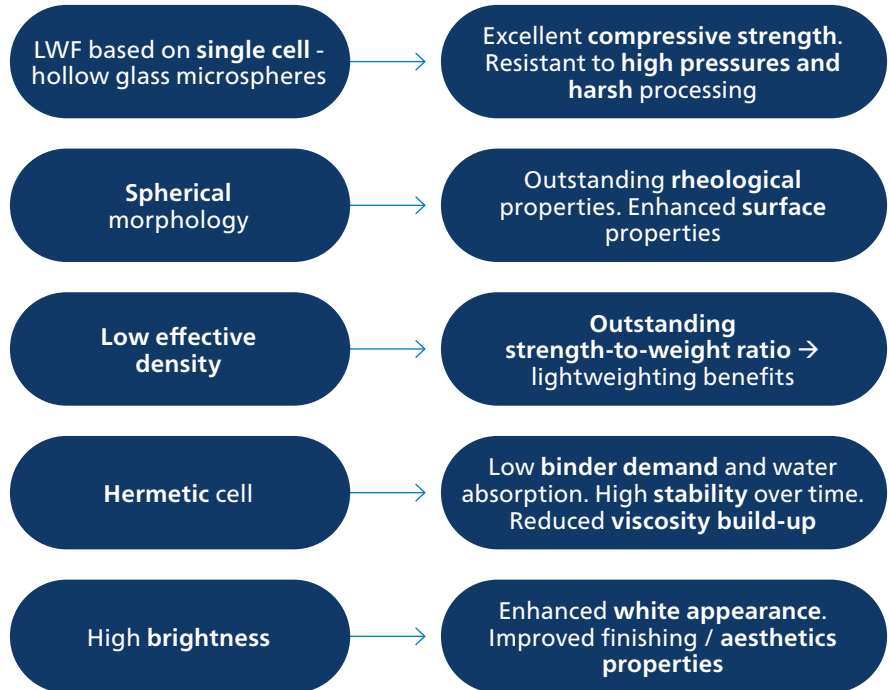 LWF based on single cell -
hollow glass microspheres
Excellent compressive strength.
Resistant to high pressures and
harsh processing
Spherical
morphology
Outstanding rheological
properties. Enhanced surface
properties
Low effective
density
Outstanding
strength-to-weight ratio →
lightweighting benefits
Hermetic cell
Low binder demand and water
absorption. High stability over time.
Reduced viscosity build-up
High brightness
Enhanced white appearance.
Improved finishing / aesthetics
properties